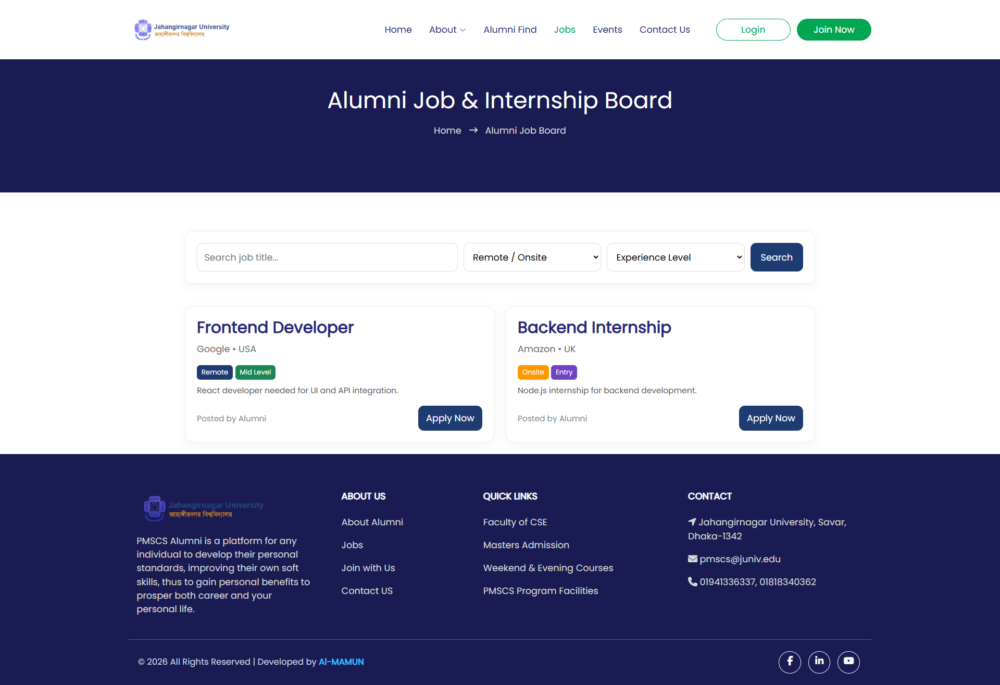 Jahangirnagar University
জাহাঙ্গীরনগর বিশ্ববিদ্যালয়
Home
About
Alumni Find
Jobs
Events
Contact Us
Login
Join Now
Alumni Job & Internship Board
Home → Alumni Job Board
Search job title...
Remote / Onsite
Experience Level
Search
Frontend Developer
Google • USA
Remote
Mid Level
React developer needed for UI and API integration.
Posted by Alumni
Apply Now
Backend Internship
Amazon • UK
Onsite
Entry
Node.js internship for backend development.
Posted by Alumni
Apply Now
Jahangirnagar University
জাহাঙ্গীরনগর বিশ্ববিদ্যালয়
PMSCS Alumni is a platform for any
individual to develop their personal
standards, improving their own soft
skills, thus to gain personal benefits to
prosper both career and your
personal life.
ABOUT US
About Alumni
Jobs
Join with Us
Contact US
QUICK LINKS
Faculty of CSE
Masters Admission
Weekend & Evening Courses
PMSCS Program Facilities
CONTACT
Jahangirnagar University, Savar,
Dhaka-1342
pmscs@juniv.edu
01941336337, 01818340362
© 2026 All Rights Reserved | Developed by Al-MAMUN